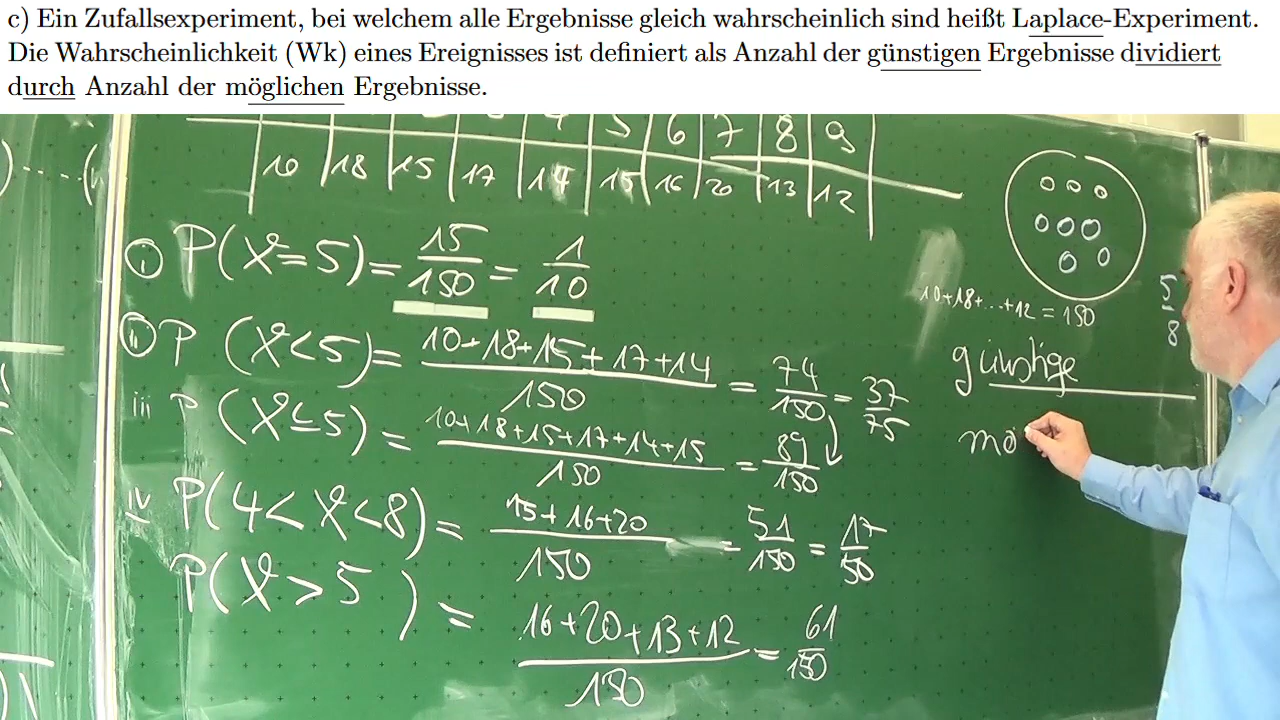 c) Ein Zufallsexperiment, bei welchem alle Ergebnisse gleich wahrscheinlich sind heißt Laplace-Experiment.
Die Wahrscheinlichkeit (Wk) eines Ereignisses ist definiert als Anzahl der günstigen Ergebnisse dividiert
durch Anzahl der möglichen Ergebnisse.
5 6 7 8 9
10 18 15 17 14 15 16 20 13 12
i) P(X=5) = 15/150 = 1/10
10+18+...+12 = 150
5/8
ii) P(X<5) = (10+18+15+17+14)/150 = 74/150 = 37/75
günstige
mö
iii P(X≤5) = (10+18+15+17+14+15)/150 = 89/150
iv P(4<X<8) = (15+16+20)/150 = 51/150 = 17/50
P(X>5) = (16+20+13+12)/150 = 61/150